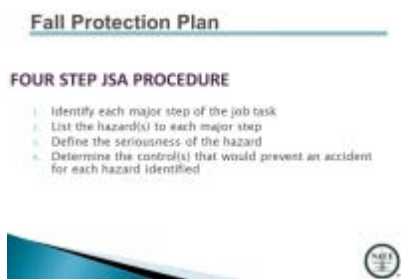 Fall Protection Plan
FOUR STEP JSA PROCEDURE
1. Identify each major step of the job task
2. List the hazard(s) to each major step
3. Define the seriousness of the hazard
4. Determine the control(s) that would prevent an accident
for each hazard identified